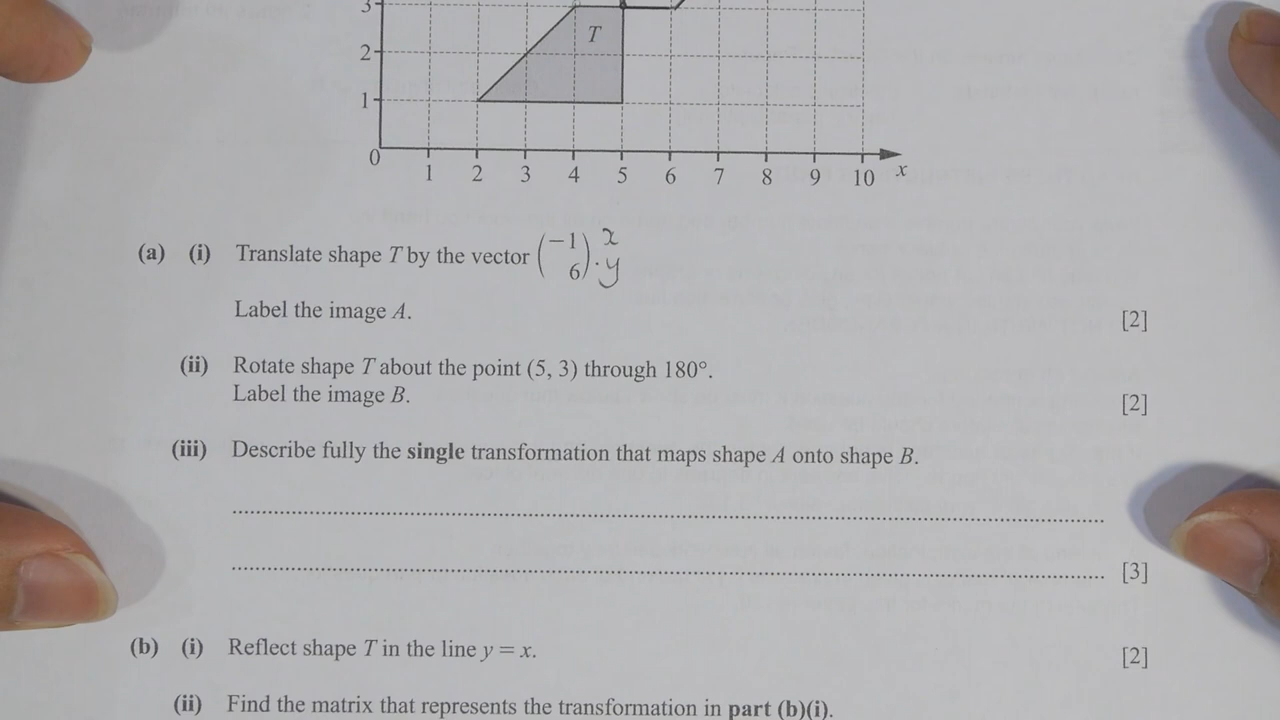 3
T
2
1
0
1 2 3 4 5 6 7 8 9 10 x
(a) (i) Translate shape T by the vector (−1 6). x y
Label the image A. [2]
(ii) Rotate shape T about the point (5, 3) through 180°.
Label the image B. [2]
(iii) Describe fully the single transformation that maps shape A onto shape B.
[3]
(b) (i) Reflect shape T in the line y = x. [2]
(ii) Find the matrix that represents the transformation in part (b)(i).